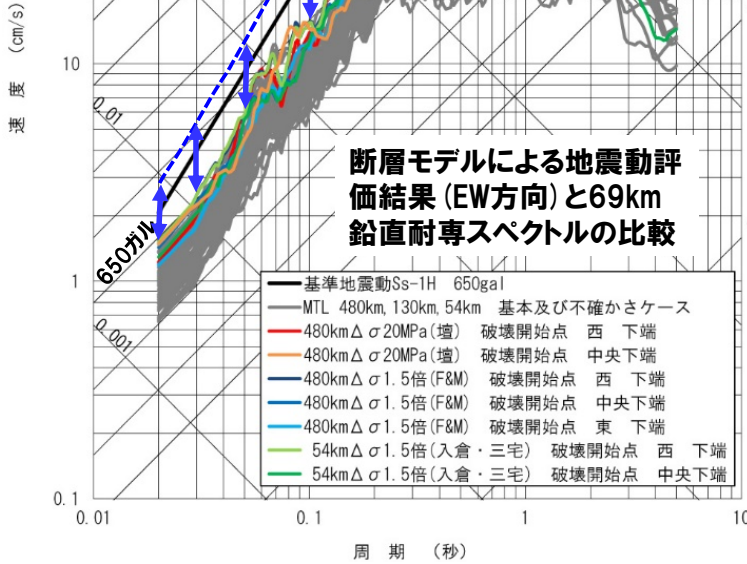 (cm/s)
速 度
10
0.01
断層モデルによる地震動評
価結果(EW方向)と69km
鉛直耐専スペクトルの比較
650ガル
1
0.001
基準地震動Ss-1H 650gal
MTL 480km, 130km, 54km 基本及び不確かさケース
480kmΔσ20MPa(壇) 破壊開始点 西 下端
480kmΔσ20MPa(壇) 破壊開始点 中央下端
480kmΔσ1.5倍(F&M) 破壊開始点 西 下端
480kmΔσ1.5倍(F&M) 破壊開始点 中央下端
480kmΔσ1.5倍(F&M) 破壊開始点 東 下端
54kmΔσ1.5倍(入倉・三宅) 破壊開始点 西 下端
54kmΔσ1.5倍(入倉・三宅) 破壊開始点 中央下端
0.1
0.01 0.1 1 10
周 期 (秒)